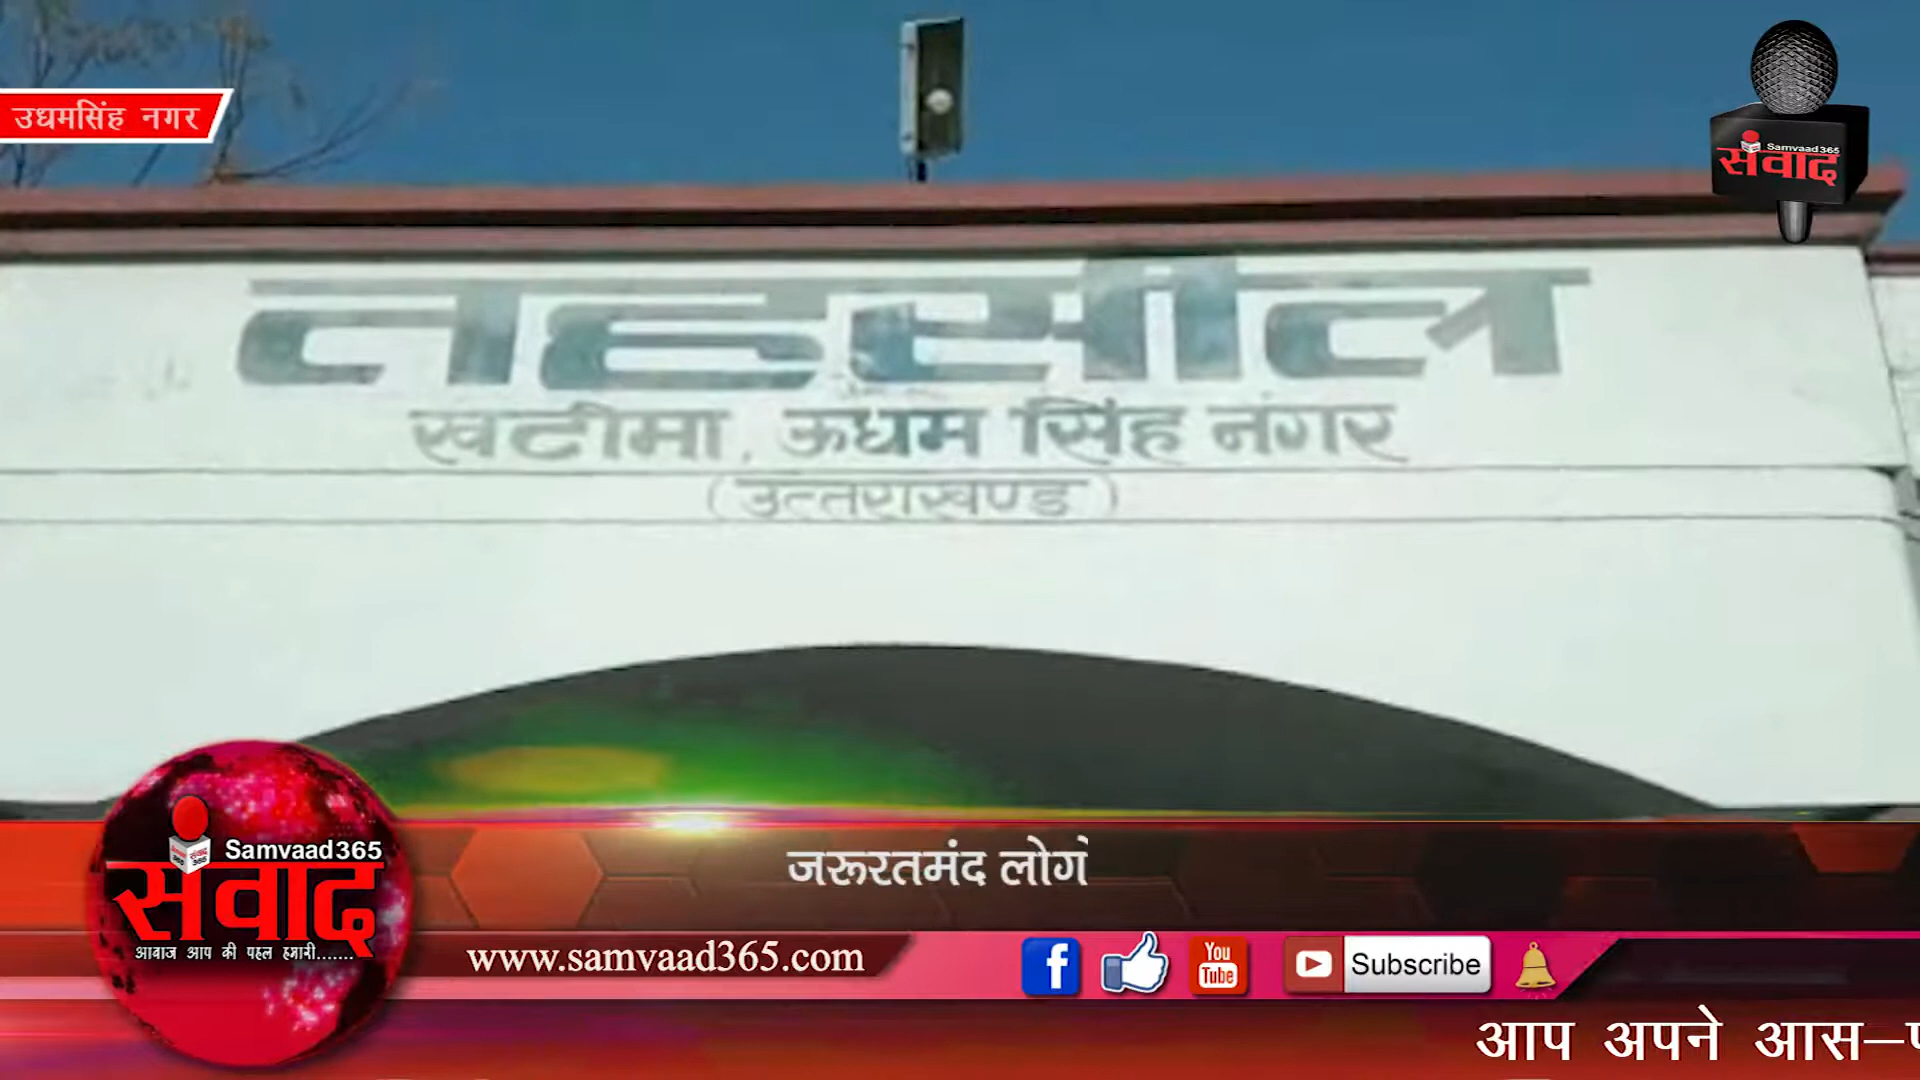 उधमसिंह नगर
Samvaad365
संवाद
तहसील
खटीमा, ऊधम सिंह नगर
(उत्तराखण्ड)
जरूरतमंद लोगं
Samvaad365
संवाद
आवाज आप की पहल हमारी.......
www.samvaad365.com
f
You Tube
Subscribe
आप अपने आस-